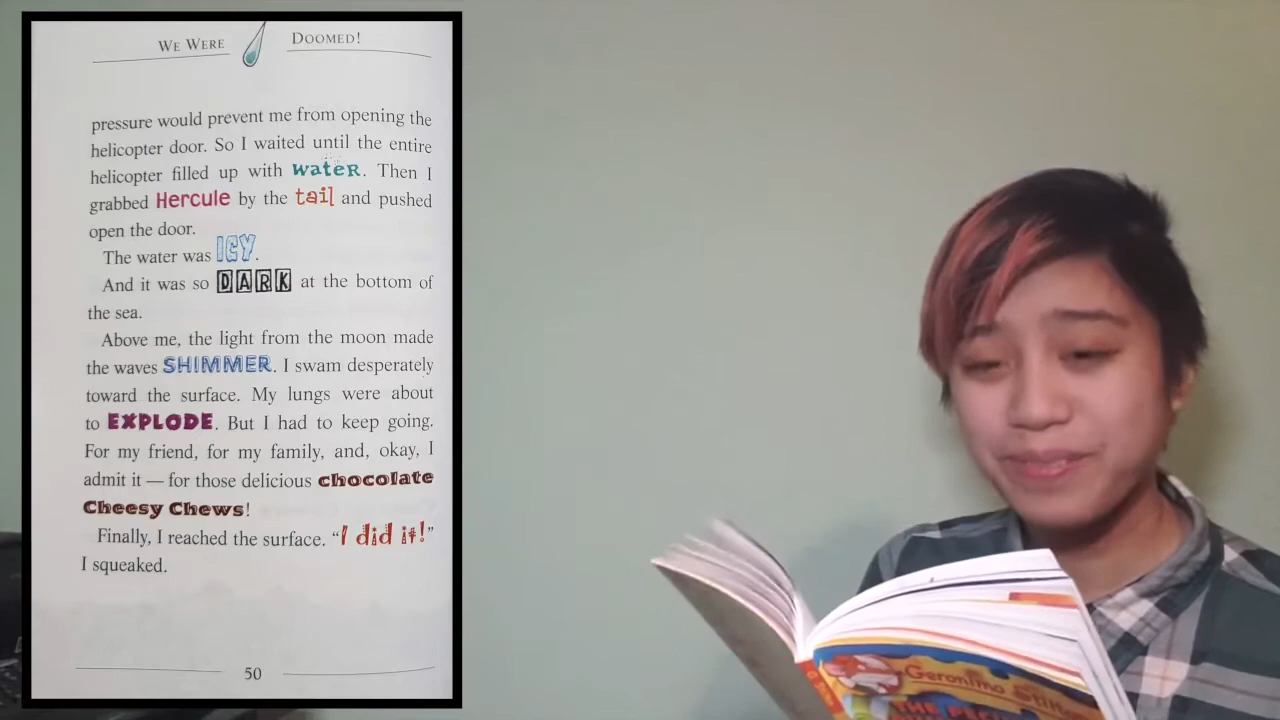 WE WERE DOOMED!
pressure would prevent me from opening the
helicopter door. So I waited until the entire
helicopter filled up with water. Then I
grabbed Hercule by the tail and pushed
open the door.
The water was ICY.
And it was so DARK at the bottom of
the sea.
Above me, the light from the moon made
the waves SHIMMER. I swam desperately
toward the surface. My lungs were about
to EXPLODE. But I had to keep going.
For my friend, for my family, and, okay, I
admit it — for those delicious chocolate
Cheesy Chews!
Finally, I reached the surface. "I did it!"
I squeaked.
50
Geronimo Stilt
THE